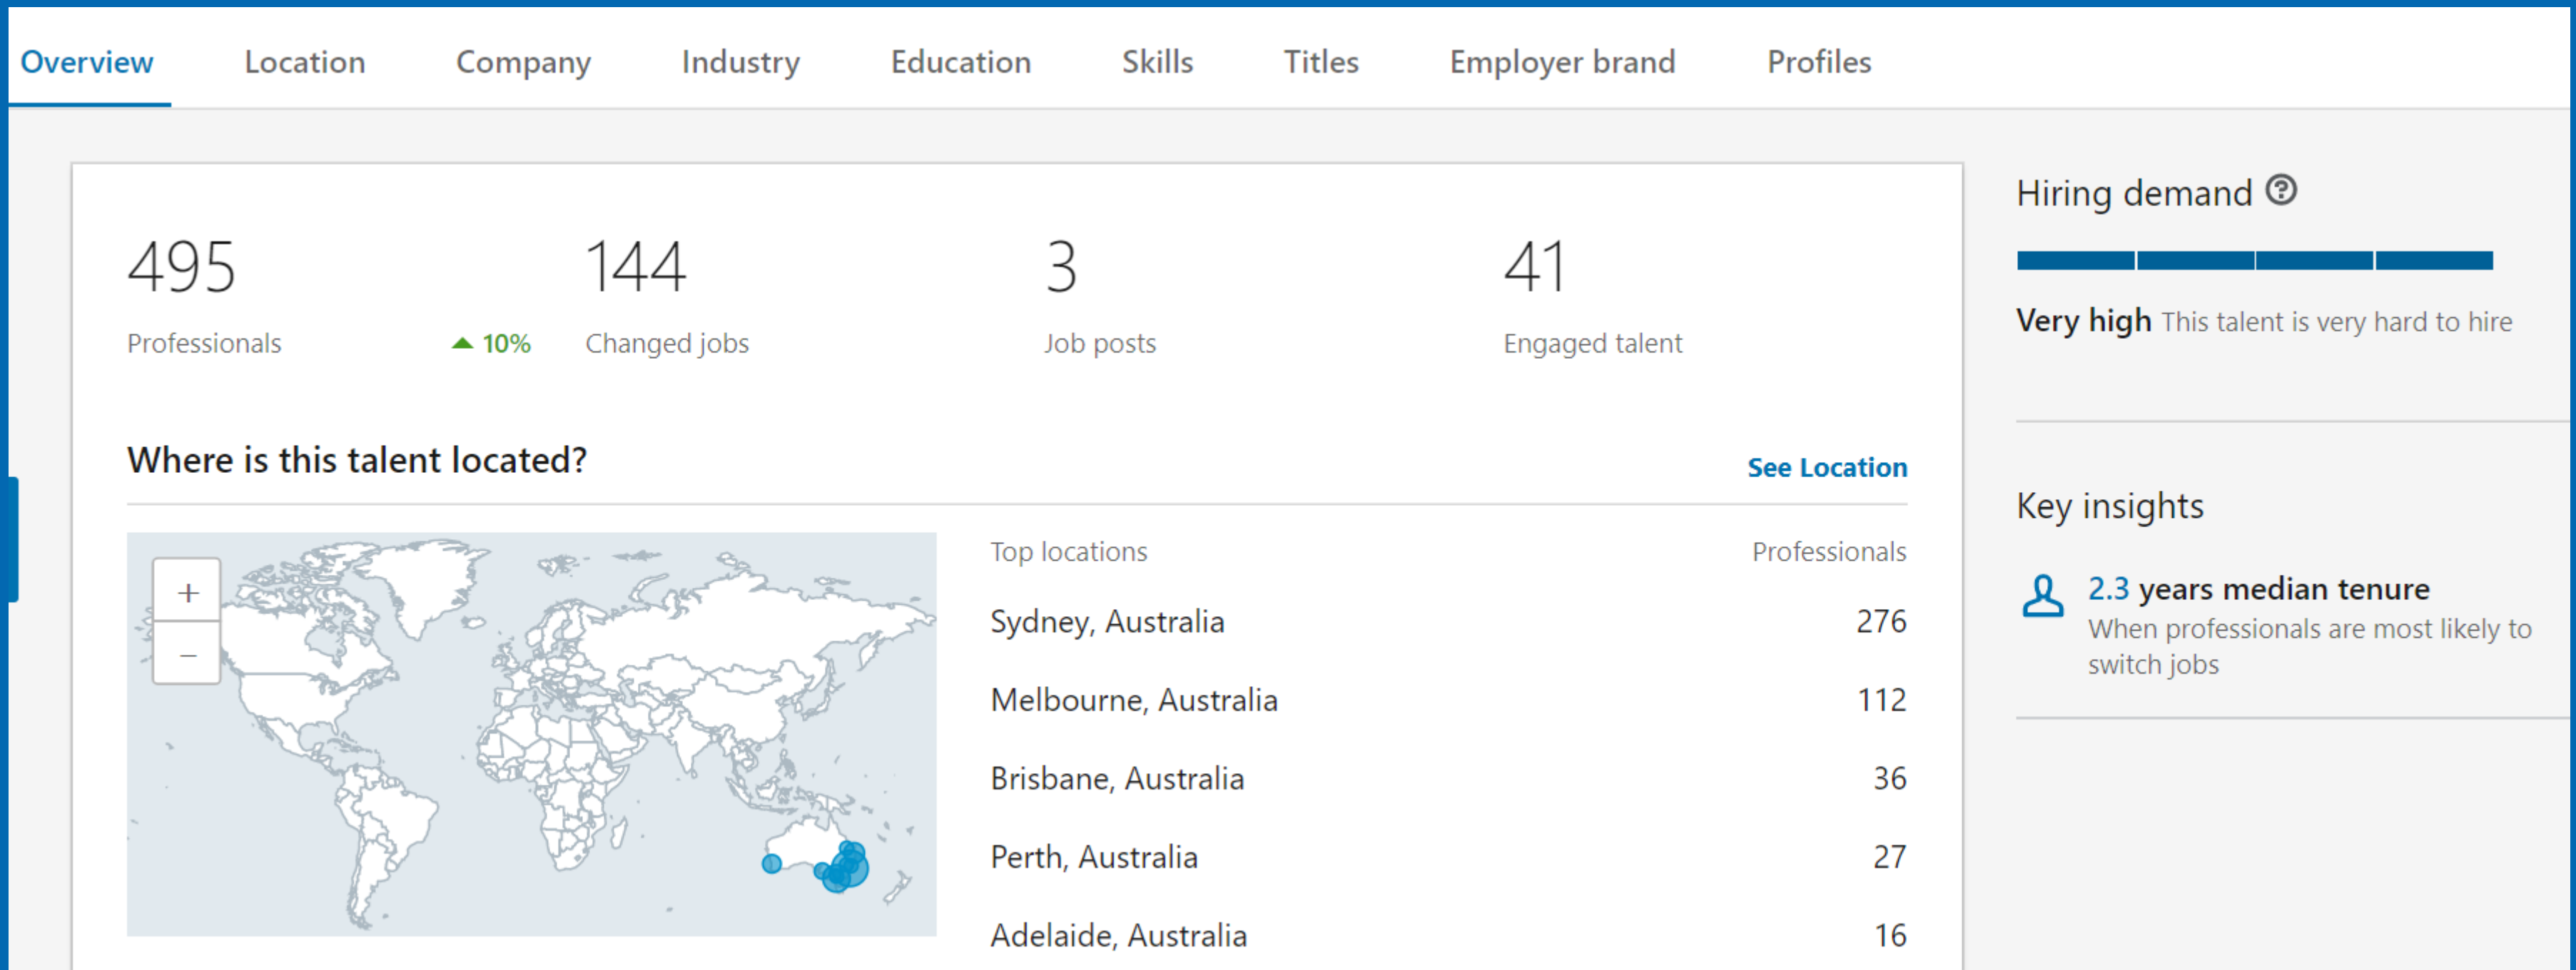 Overview Location Company Industry Education Skills Titles Employer brand Profiles
495 144 3 41
Professionals 10% Changed jobs Job posts Engaged talent
Where is this talent located? See Location
+
−
Top locations Professionals
Sydney, Australia 276
Melbourne, Australia 112
Brisbane, Australia 36
Perth, Australia 27
Adelaide, Australia 16
Hiring demand ?
Very high This talent is very hard to hire
Key insights
2.3 years median tenure
When professionals are most likely to
switch jobs